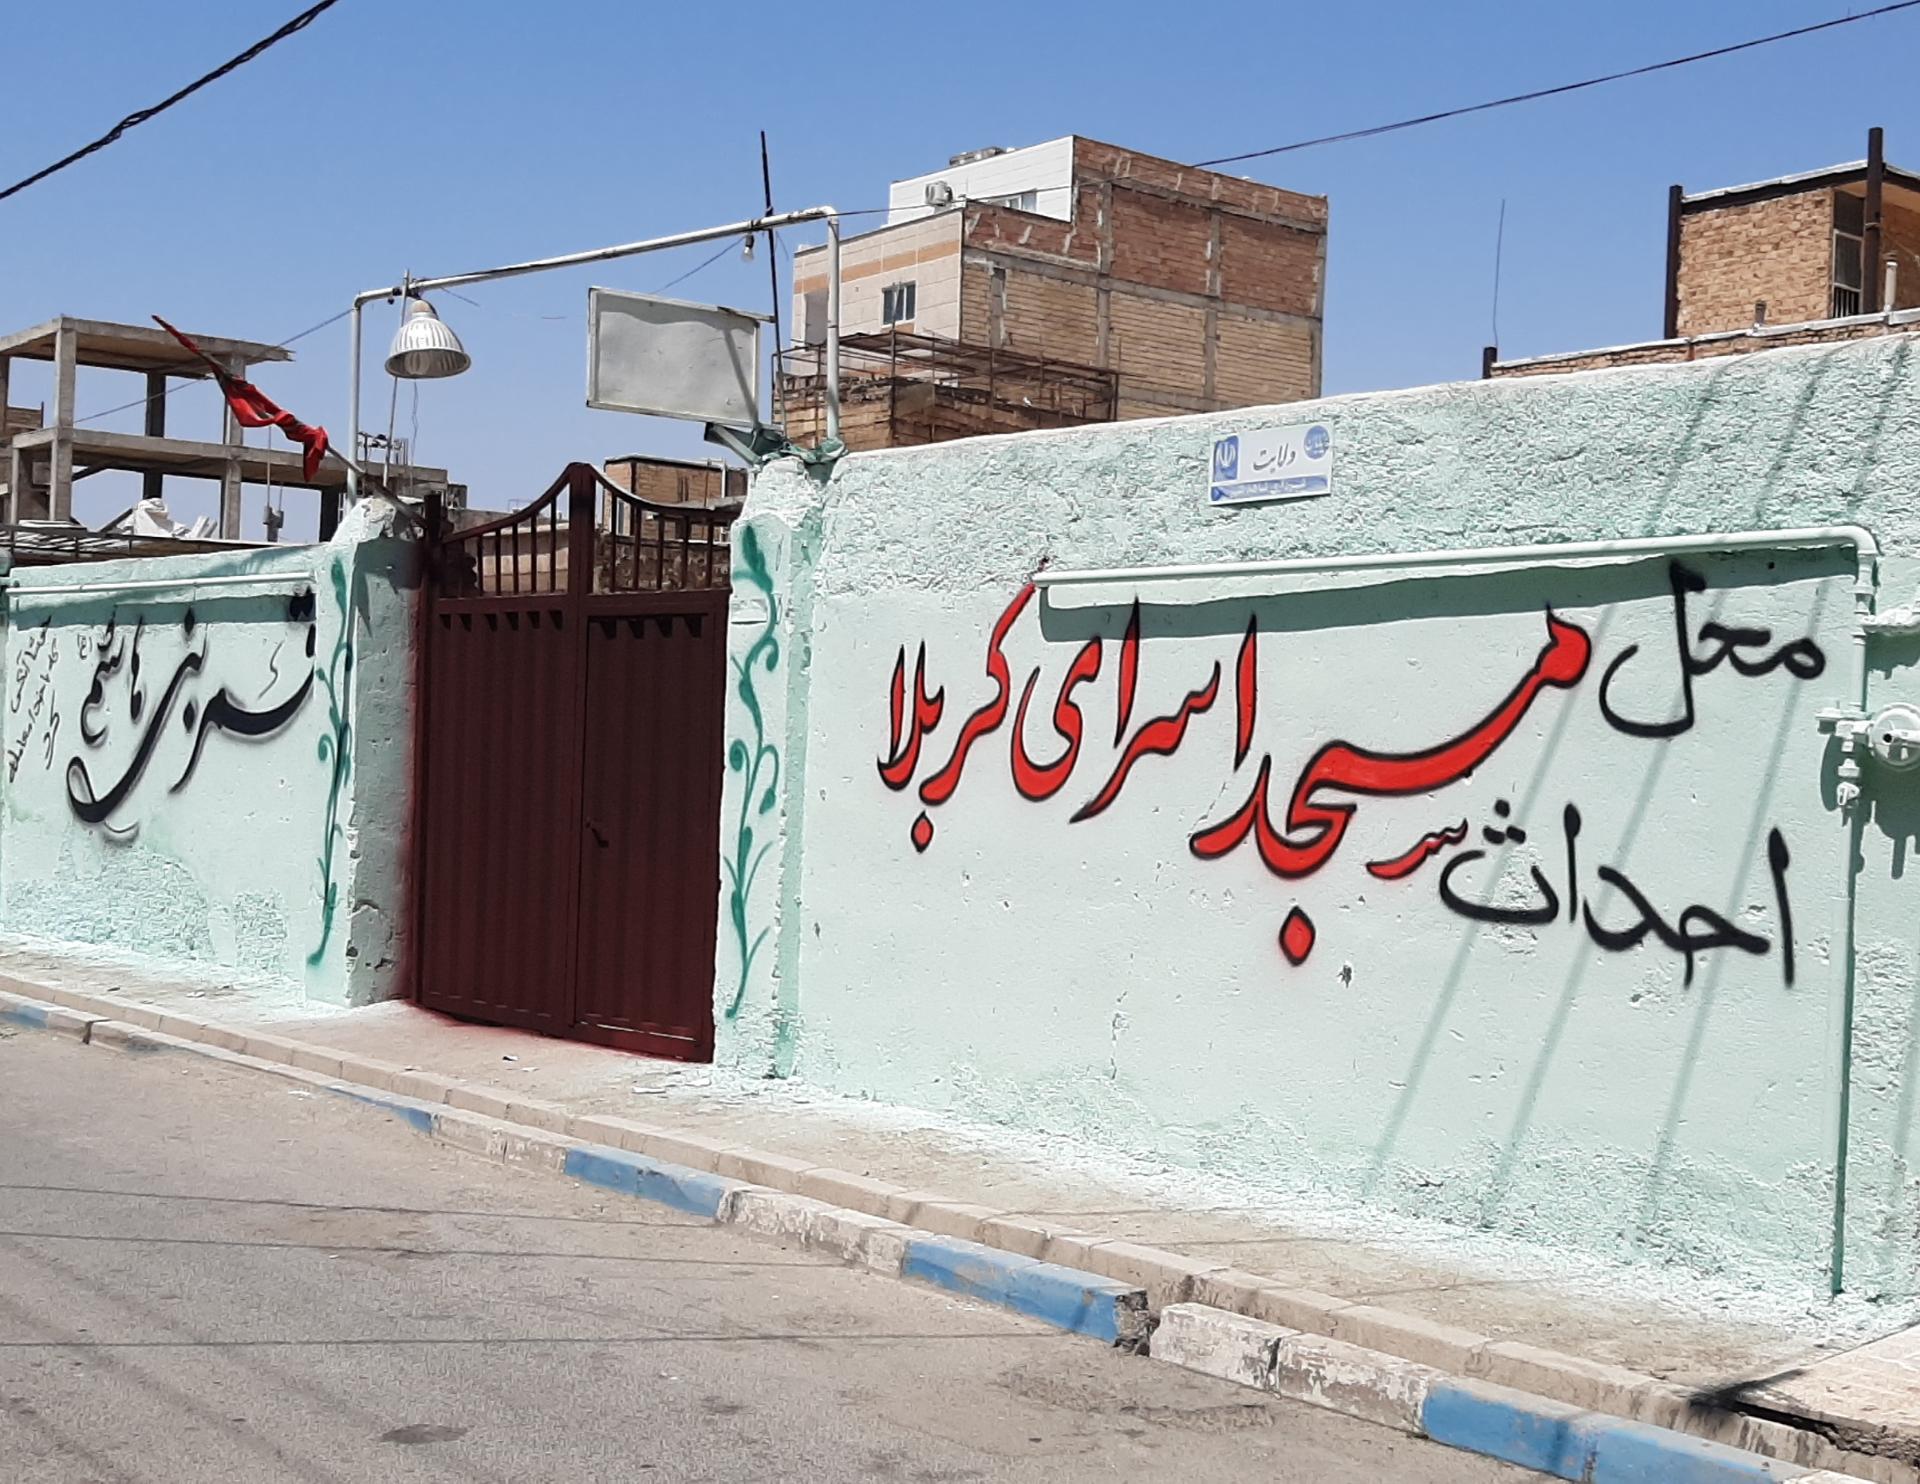 محل
احداث
مسجد اسرای کربلا
ولایت
قمر بنی هاشم (ع)